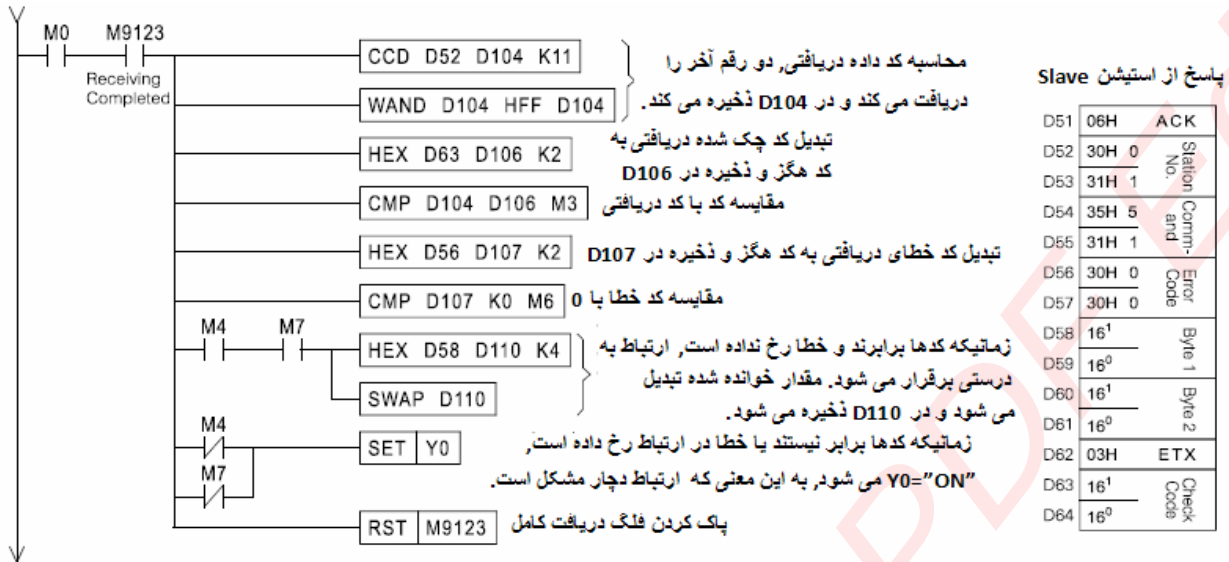 M0 M9123
Receiving
Completed
CCD D52 D104 K11
WAND D104 HFF D104
محاسبه کد داده دریافتی, دو رقم آخر را
دریافت می کند و در D104 ذخیره می کند.
HEX D63 D106 K2
تبدیل کد چک شده دریافتی به
کد هگز و ذخیره در D106
CMP D104 D106 M3
مقایسه کد با کد دریافتی
HEX D56 D107 K2
تبدیل کد خطای دریافتی به کد هگز و ذخیره در D107
CMP D107 K0 M6
مقایسه کد خطا با 0
M4 M7
HEX D58 D110 K4
SWAP D110
زمانیکه کدها برابرند و خطا رخ نداده است, ارتباط به
درستی برقرار می شود. مقدار خوانده شده تبدیل
می شود و در D110 ذخیره می شود.
M4
M7
SET Y0
زمانیکه کدها برابر نیستند یا خطا در ارتباط رخ داده است,
Y0="ON" می شود, به این معنی که ارتباط دچار مشکل است.
RST M9123
پاک کردن فلگ دریافت کامل
پاسخ از استیشن Slave
D51 06H ACK
D52 30H 0
D53 31H 1
Station No.
D54 35H 5
D55 31H 1
Comm- and
D56 30H 0
D57 30H 0
Error Code
D58 16¹
D59 16⁰
Byte 1
D60 16¹
D61 16⁰
Byte 2
D62 03H ETX
D63 16¹
D64 16⁰
Check Code